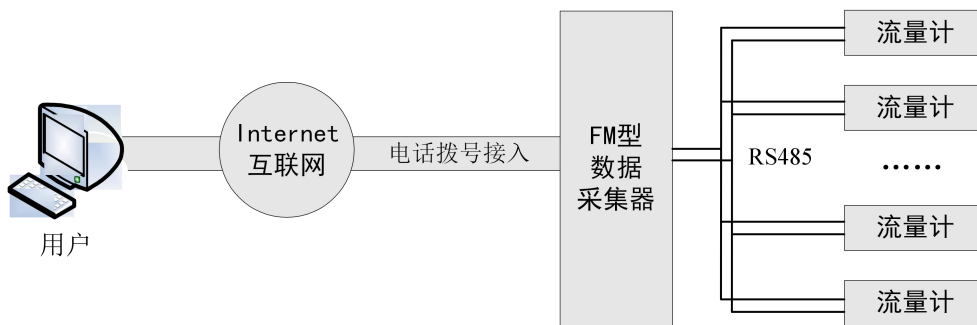 用户
Internet
互联网
电话拨号接入
FM型
数据
采集器
RS485
流量计
流量计
……
流量计
流量计